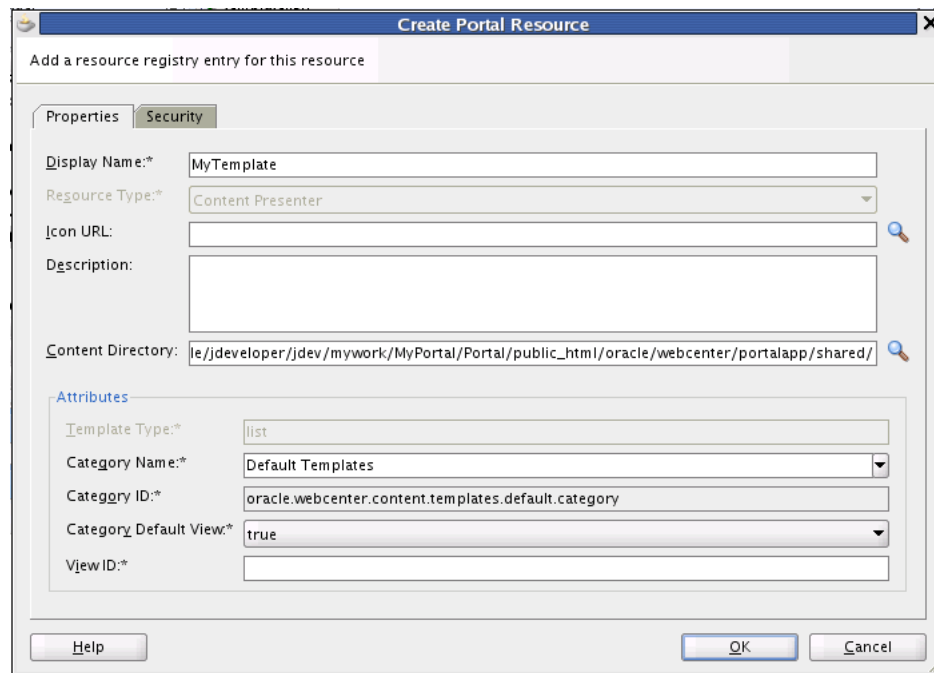 Create Portal Resource
Add a resource registry entry for this resource
Properties Security
Display Name:* MyTemplate
Resource Type:* Content Presenter
Icon URL:
Description:
Content Directory: le/jdeveloper/jdev/mywork/MyPortal/Portal/public_html/oracle/webcenter/portalapp/shared/
Attributes
Template Type:* list
Category Name:* Default Templates
Category ID:* oracle.webcenter.content.templates.default.category
Category Default View:* true
View ID:*
Help OK Cancel